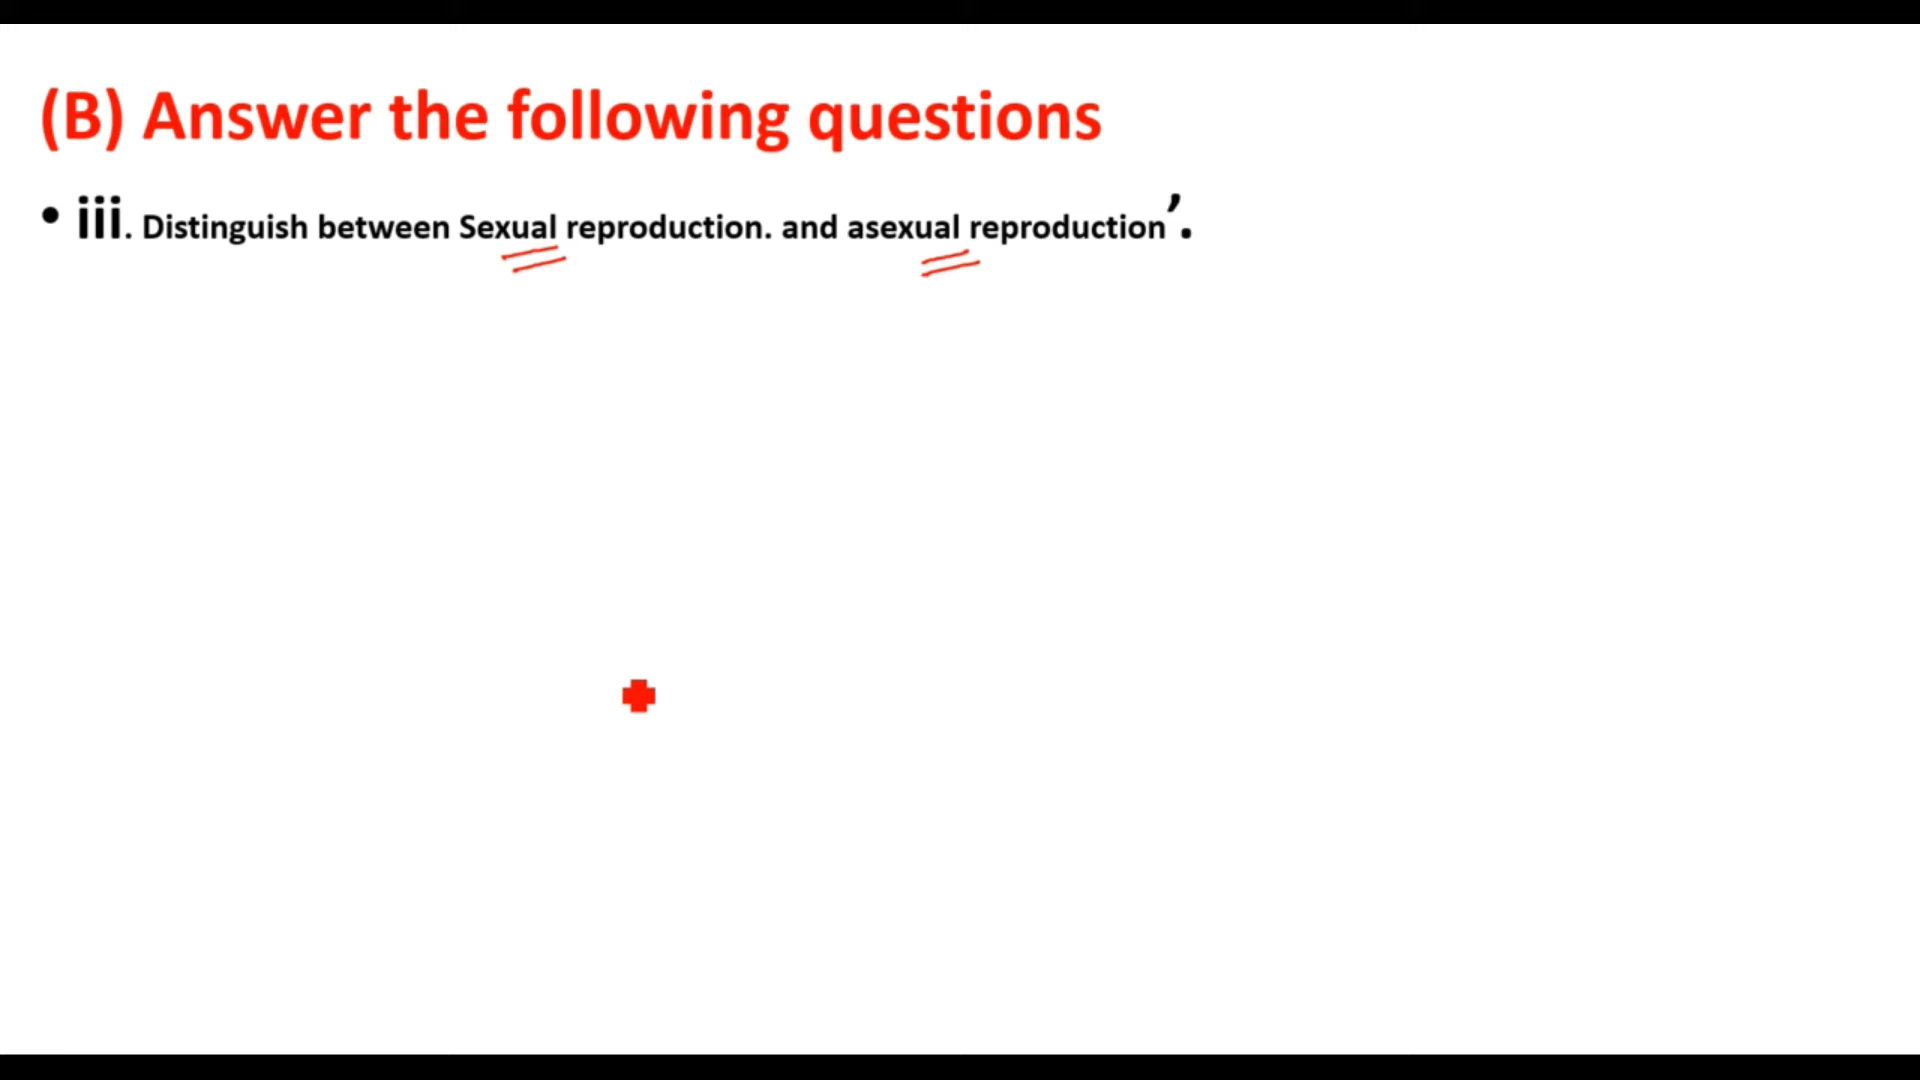 (B) Answer the following questions
• iii. Distinguish between Sexual reproduction. and asexual reproduction’.